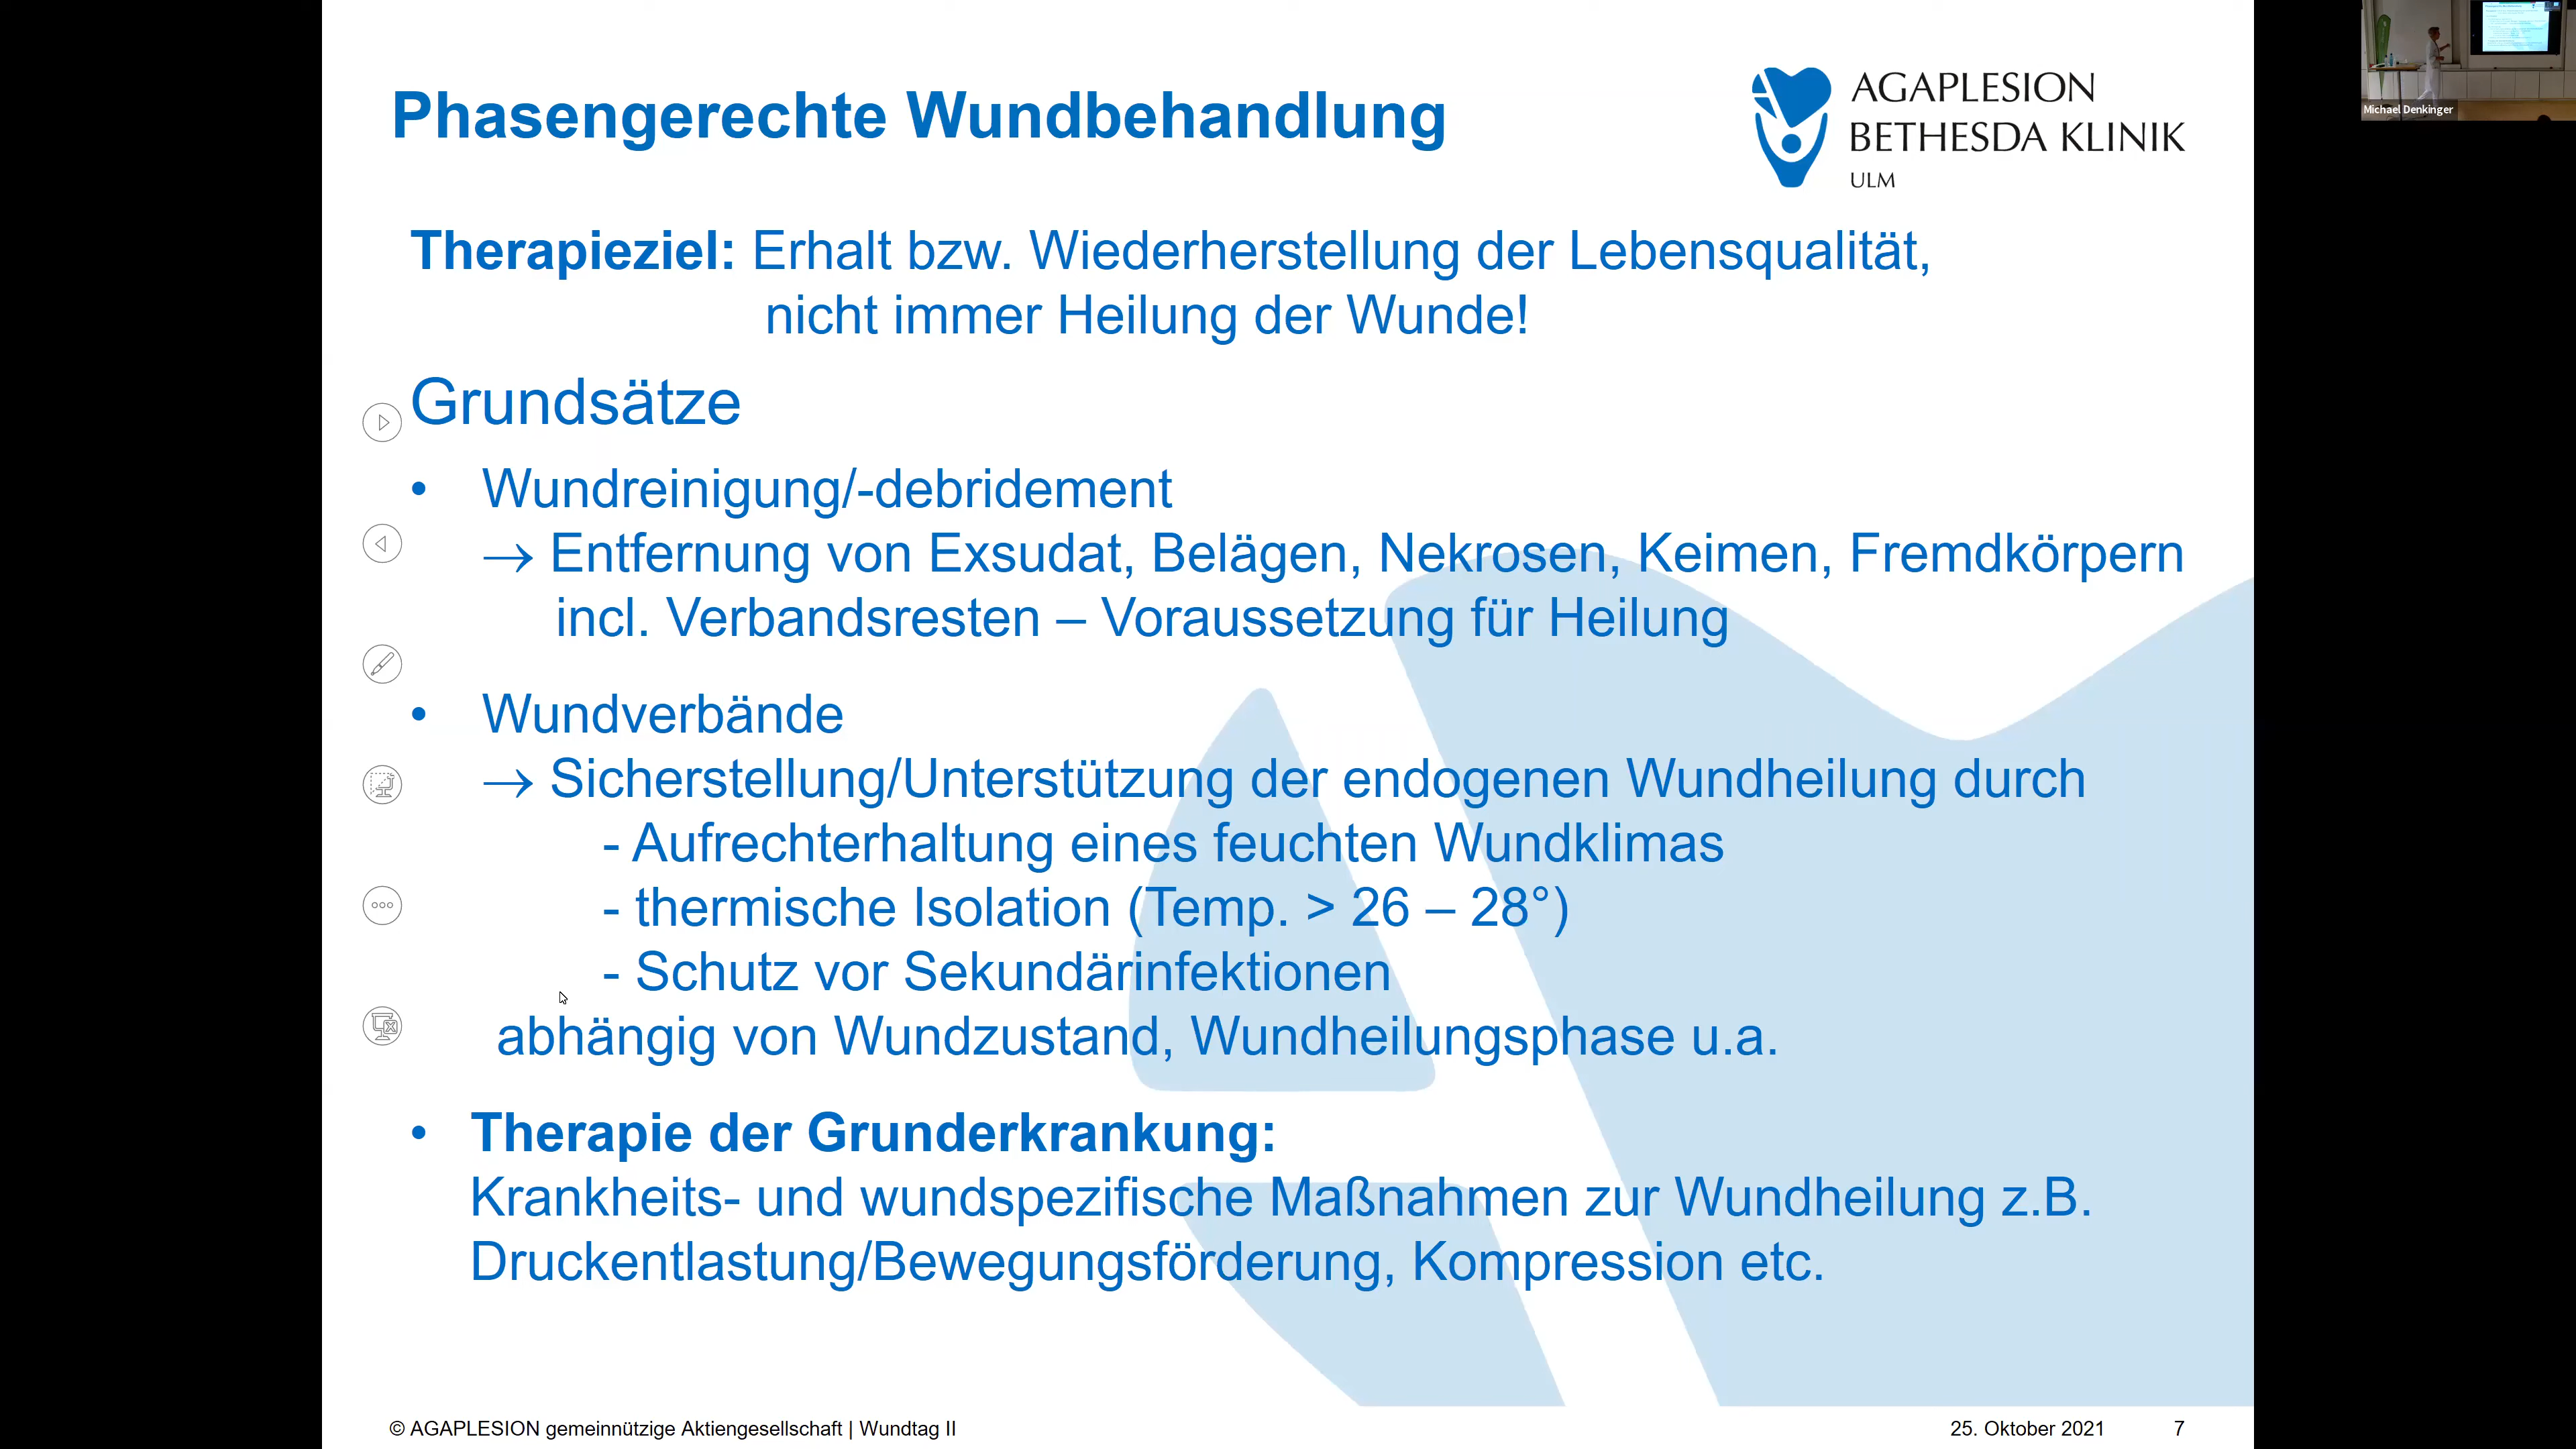 Phasengerechte Wundbehandlung
AGAPLESION
BETHESDA KLINIK
ULM
Michael Denkinger
Therapieziel: Erhalt bzw. Wiederherstellung der Lebensqualität,
nicht immer Heilung der Wunde!
Grundsätze
• Wundreinigung/-debridement
→ Entfernung von Exsudat, Belägen, Nekrosen, Keimen, Fremdkörpern
incl. Verbandsresten – Voraussetzung für Heilung
• Wundverbände
→ Sicherstellung/Unterstützung der endogenen Wundheilung durch
- Aufrechterhaltung eines feuchten Wundklimas
- thermische Isolation (Temp. > 26 – 28°)
- Schutz vor Sekundärinfektionen
abhängig von Wundzustand, Wundheilungsphase u.a.
• Therapie der Grunderkrankung:
Krankheits- und wundspezifische Maßnahmen zur Wundheilung z.B.
Druckentlastung/Bewegungsförderung, Kompression etc.
© AGAPLESION gemeinnützige Aktiengesellschaft | Wundtag II
25. Oktober 2021
7